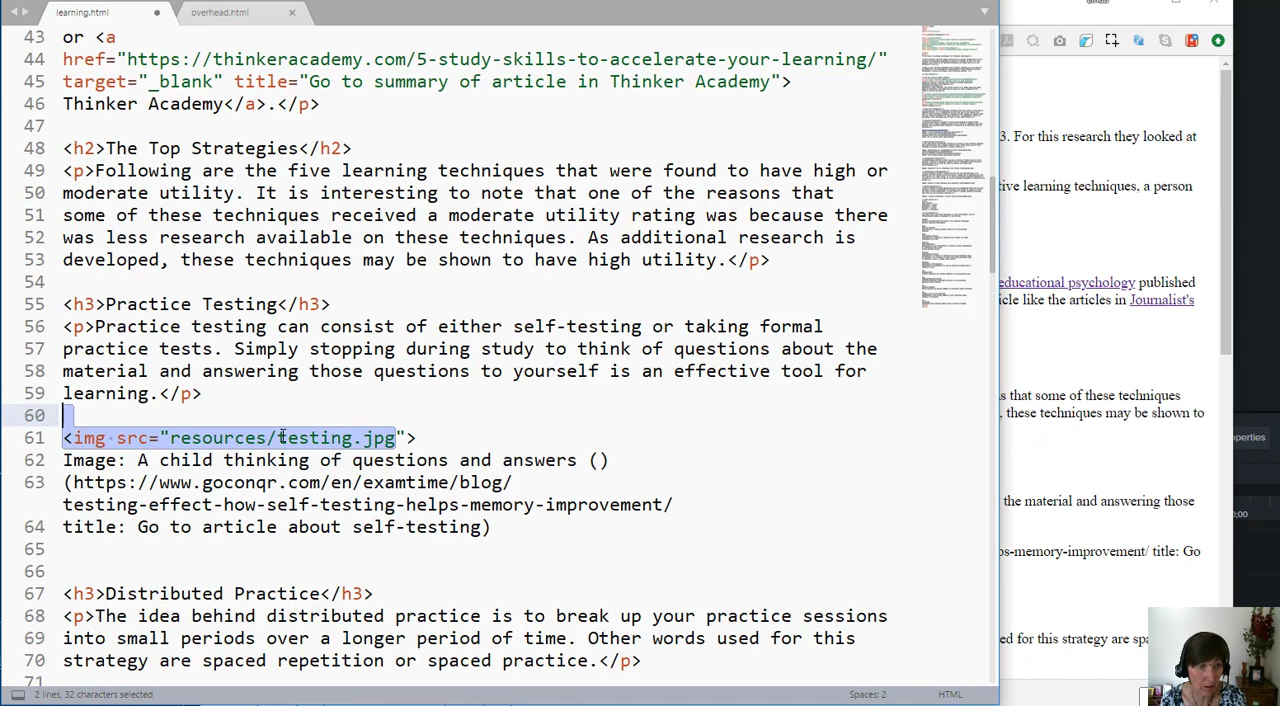 learning.html
overhead.html
43 or <a
44 href="https://thinkeracademy.com/5-study-skills-to-accelerate-your-learning/"
45 target="_blank" title="Go to summary of article in Thinker Academy">
46 Thinker Academy</a>.</p>
47
48 <h2>The Top Strategies</h2>
49 <p>Following are the five learning techniques that were found to have high or
50 moderate utility. It's interesting to note that one of the reasons that
51 some of these techniques received a moderate utility rating was because there
52 was less research available on these techniques. As additional research is
53 developed, these techniques may be shown to have high utility.</p>
54
55 <h3>Practice Testing</h3>
56 <p>Practice testing can consist of either self-testing or taking formal
57 practice tests. Simply stopping during study to think of questions about the
58 material and answering those questions to yourself is an effective tool for
59 learning.</p>
60
61 <img src="resources/testing.jpg">
62 Image: A child thinking of questions and answers ()
63 (https://www.goconqr.com/en/examtime/blog/
testing-effect-how-self-testing-helps-memory-improvement/
64 title: Go to article about self-testing)
65
66
67 <h3>Distributed Practice</h3>
68 <p>The idea behind distributed practice is to break up your practice sessions
69 into small periods over a longer period of time. Other words used for this
70 strategy are spaced repetition or spaced practice.</p>
71
2 lines, 32 characters selected
Spaces: 2
HTML
3. For this research they looked at
tive learning techniques, a person
educational psychology published
icle like the articles in Journalist's
s that some of these techniques
, these techniques may be shown to
operties
the material and answering those
0;00
ps-memory-improvement/ title: Go
ed for this strategy are spa